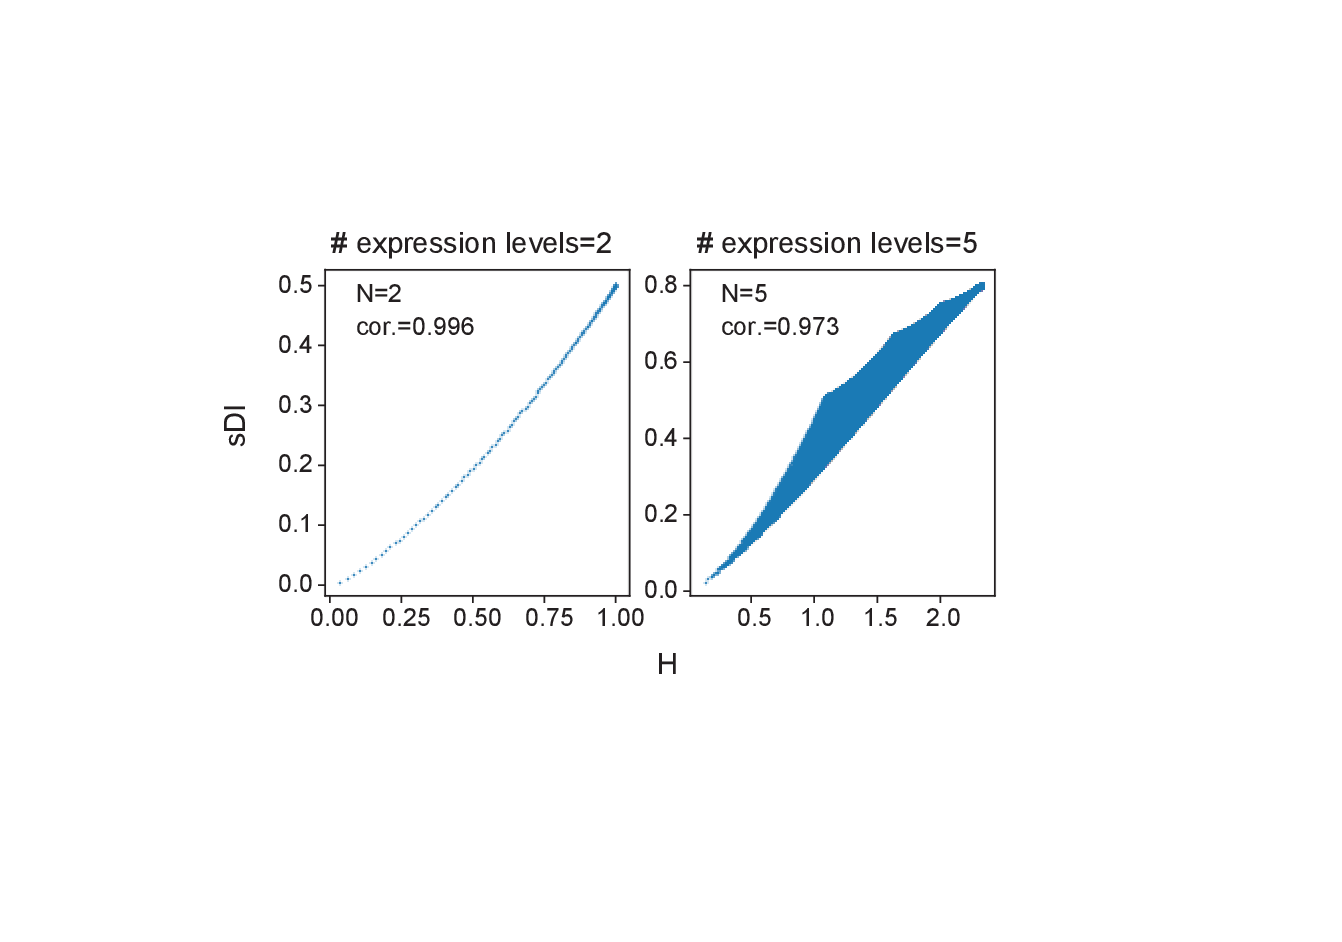 # expression levels=2
N=2
cor.=0.996
0.5
0.4
0.3
0.2
0.1
0.0
0.00 0.25 0.50 0.75 1.00
sDI
# expression levels=5
N=5
cor.=0.973
0.8
0.6
0.4
0.2
0.0
0.5 1.0 1.5 2.0
H